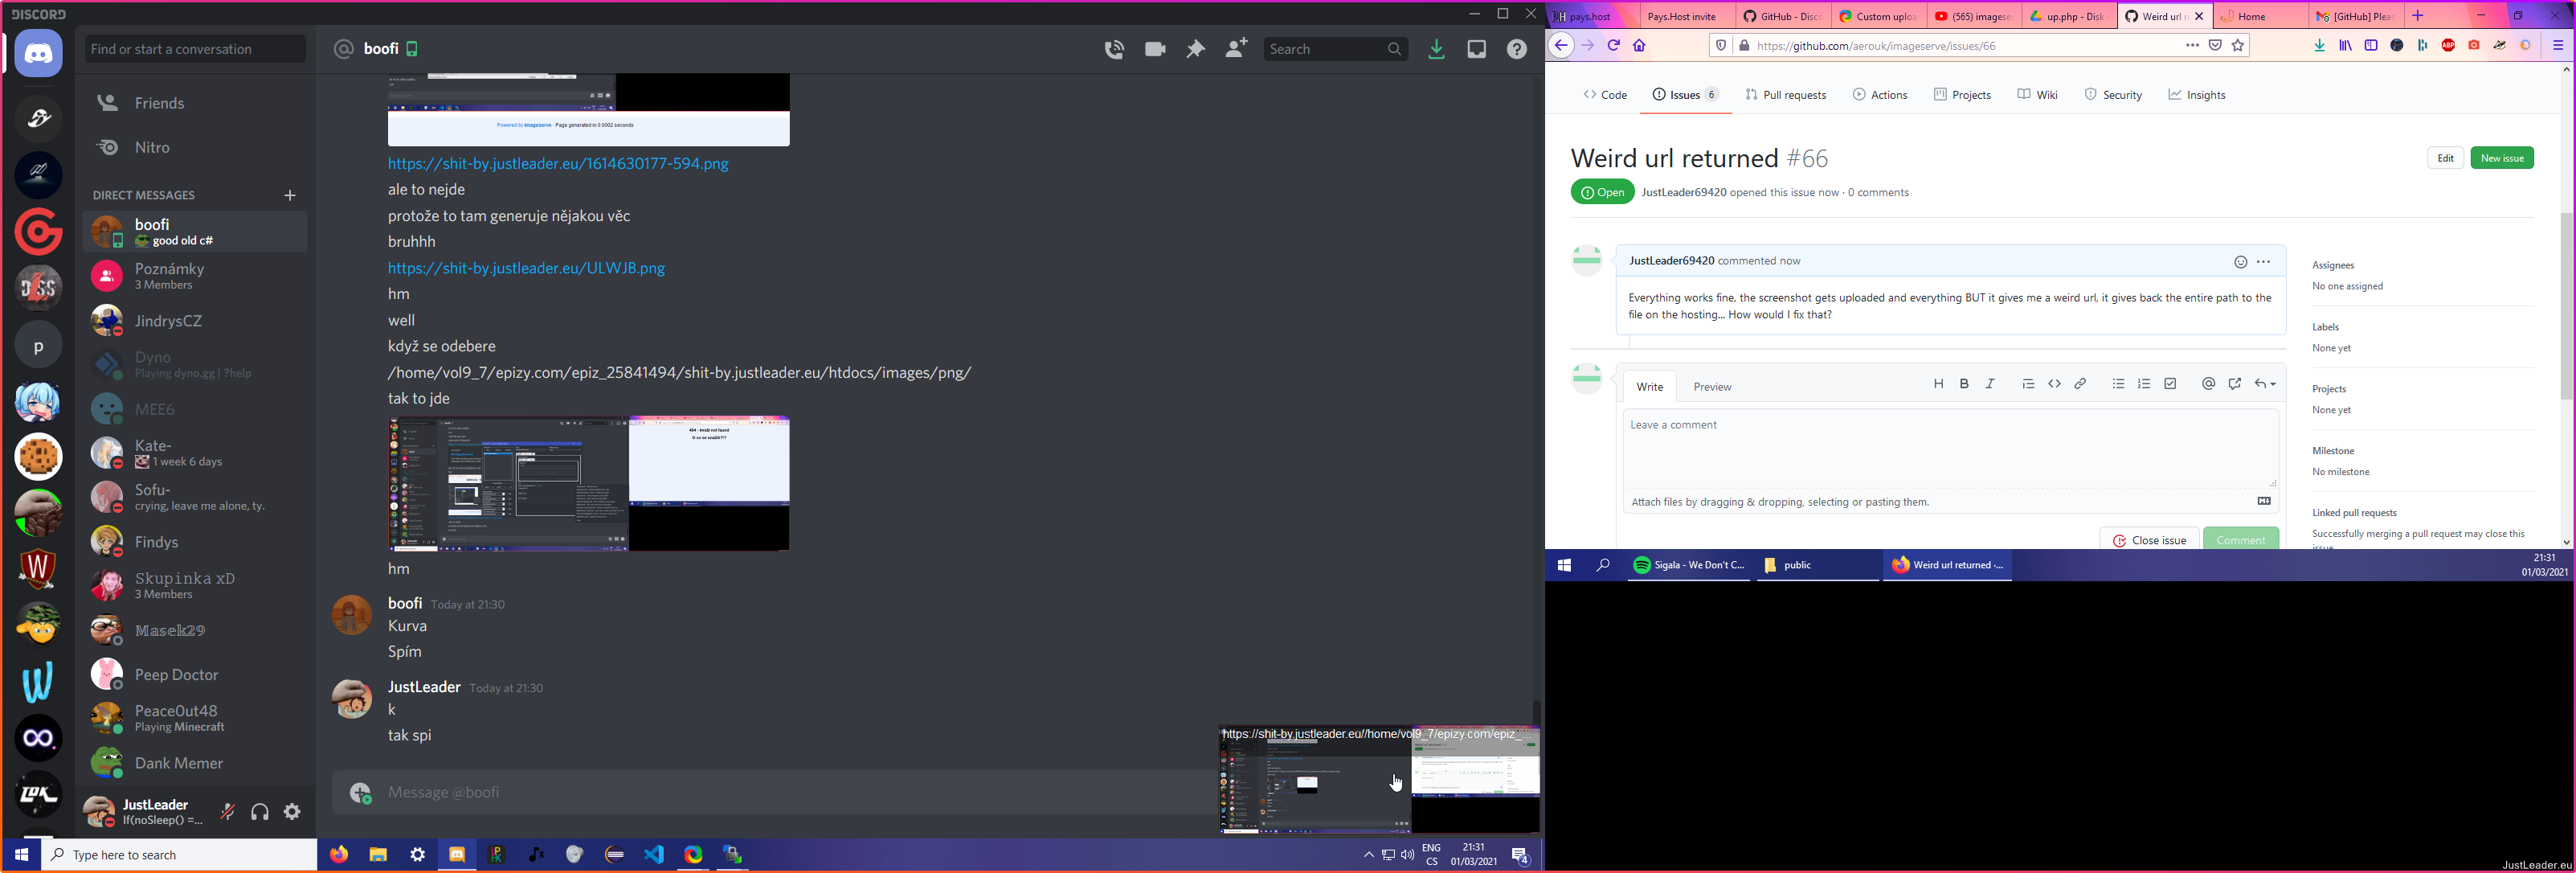 DISCORD
Find or start a conversation
Friends
Nitro
DIRECT MESSAGES
boofi
good old c#
Poznámky
3 Members
JindrysCZ
Dyno
Playing dyno.gg | ?help
MEE6
Kate-
1 week 6 days
Sofu-
crying, leave me alone, ty.
Findys
Skupinka xD
3 Members
Masek29
Peep Doctor
PeaceOut48
Playing Minecraft
Dank Memer
JustLeader
If(noSleep() =...
boofi
Search
Powered by imageserve · Page generated in 0.0002 seconds
https://shit-by.justleader.eu/1614630177-594.png
ale to nejde
protože to tam generuje nějakou věc
bruhhh
https://shit-by.justleader.eu/ULWJB.png
hm
well
když se odebere
/home/vol9_7/epizy.com/epiz_25841494/shit-by.justleader.eu/htdocs/images/png/
tak to jde
hm
boofi Today at 21:30
Kurva
Spím
JustLeader Today at 21:30
k
tak spi
Message @boofi
https://shit-by.justleader.eu//home/vol9_7/epizy.com/epiz_...
Type here to search
ENG
CS
21:31
01/03/2021
4
pays.host
Pays.Host invite
GitHub - Disc
Custom uploa
(565) imagese
up.php - Disk
Weird url r
Home
[GitHub] Plea
https://github.com/aerouk/imageserve/issues/66
Code
Issues 6
Pull requests
Actions
Projects
Wiki
Security
Insights
Weird url returned #66
Edit
New issue
Open
JustLeader69420 opened this issue now · 0 comments
JustLeader69420 commented now
Everything works fine, the screenshot gets uploaded and everything BUT it gives me a weird url, it gives back the entire path to the
file on the hosting... How would I fix that?
Write
Preview
Leave a comment
Attach files by dragging & dropping, selecting or pasting them.
Close issue
Comment
Assignees
No one assigned
Labels
None yet
Projects
None yet
Milestone
No milestone
Linked pull requests
Successfully merging a pull request may close this
issue
Sigala - We Don't C...
public
Weird url returned -...
21:31
01/03/2021
JustLeader.eu